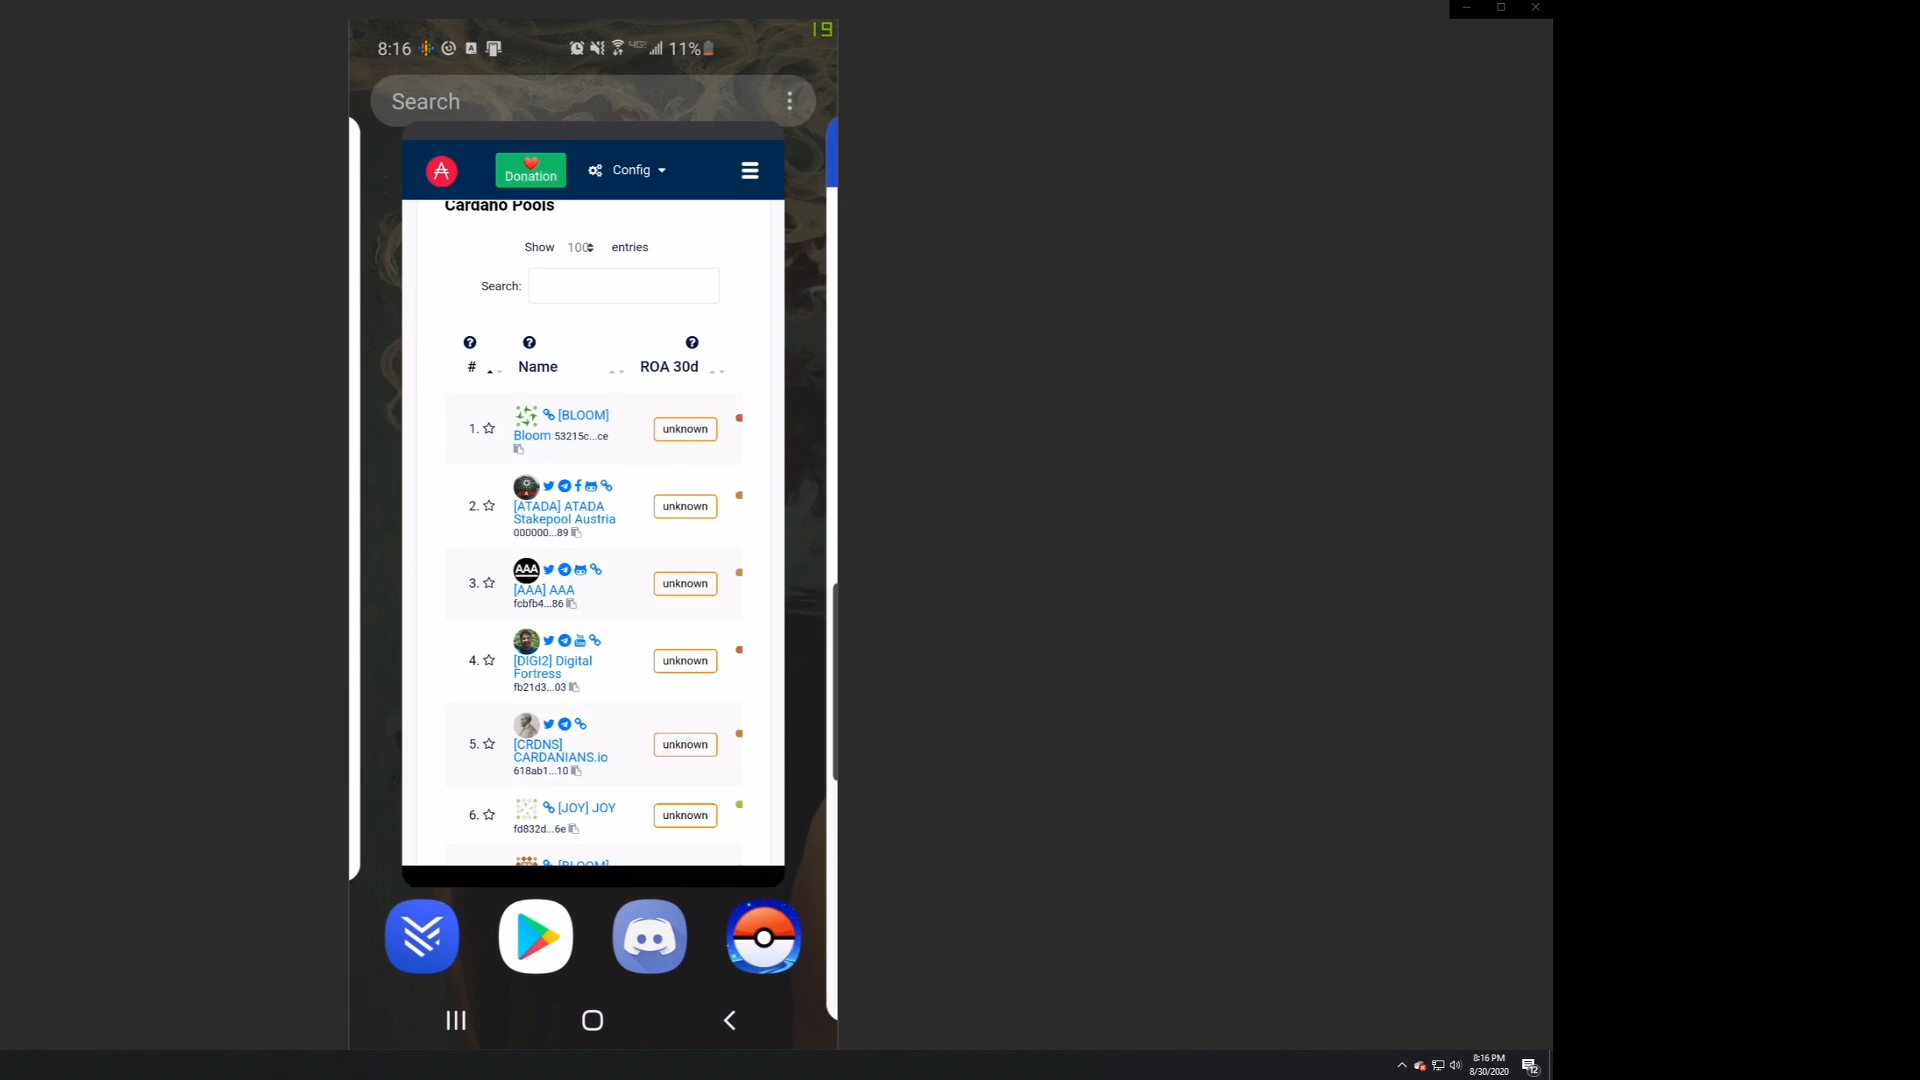 19
8:16
11%
Search
Donation
Config
Cardano Pools
Show 100 entries
Search:
# Name ROA 30d
1. [BLOOM]
Bloom 53215c...ce
unknown
2.
[ATADA] ATADA
Stakepool Austria
000000...89
unknown
3. AAA
[AAA] AAA
fcbfb4...86
unknown
4.
[DIGI2] Digital
Fortress
fb21d3...03
unknown
5.
[CRDNS]
CARDANIANS.io
618ab1...10
unknown
6. [JOY] JOY
fd832d...6e
unknown
[BLOOM]
8:16 PM
8/30/2020
12